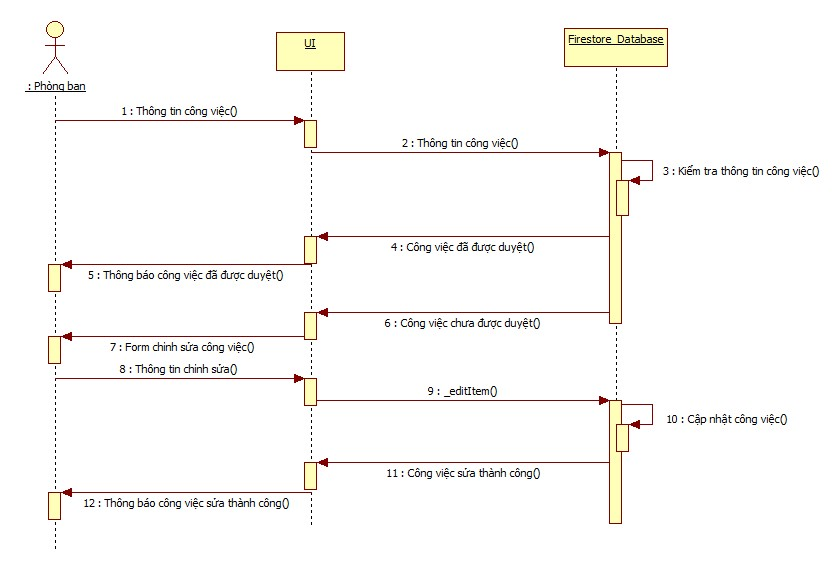 : Phòng ban
UI
Firestore_Database
1 : Thông tin công việc()
2 : Thông tin công việc()
3 : Kiểm tra thông tin công việc()
4 : Công việc đã được duyệt()
5 : Thông báo công việc đã được duyệt()
6 : Công việc chưa được duyệt()
7 : Form chỉnh sửa công việc()
8 : Thông tin chỉnh sửa()
9 : _editItem()
10 : Cập nhật công việc()
11 : Công việc sửa thành công()
12 : Thông báo công việc sửa thành công()